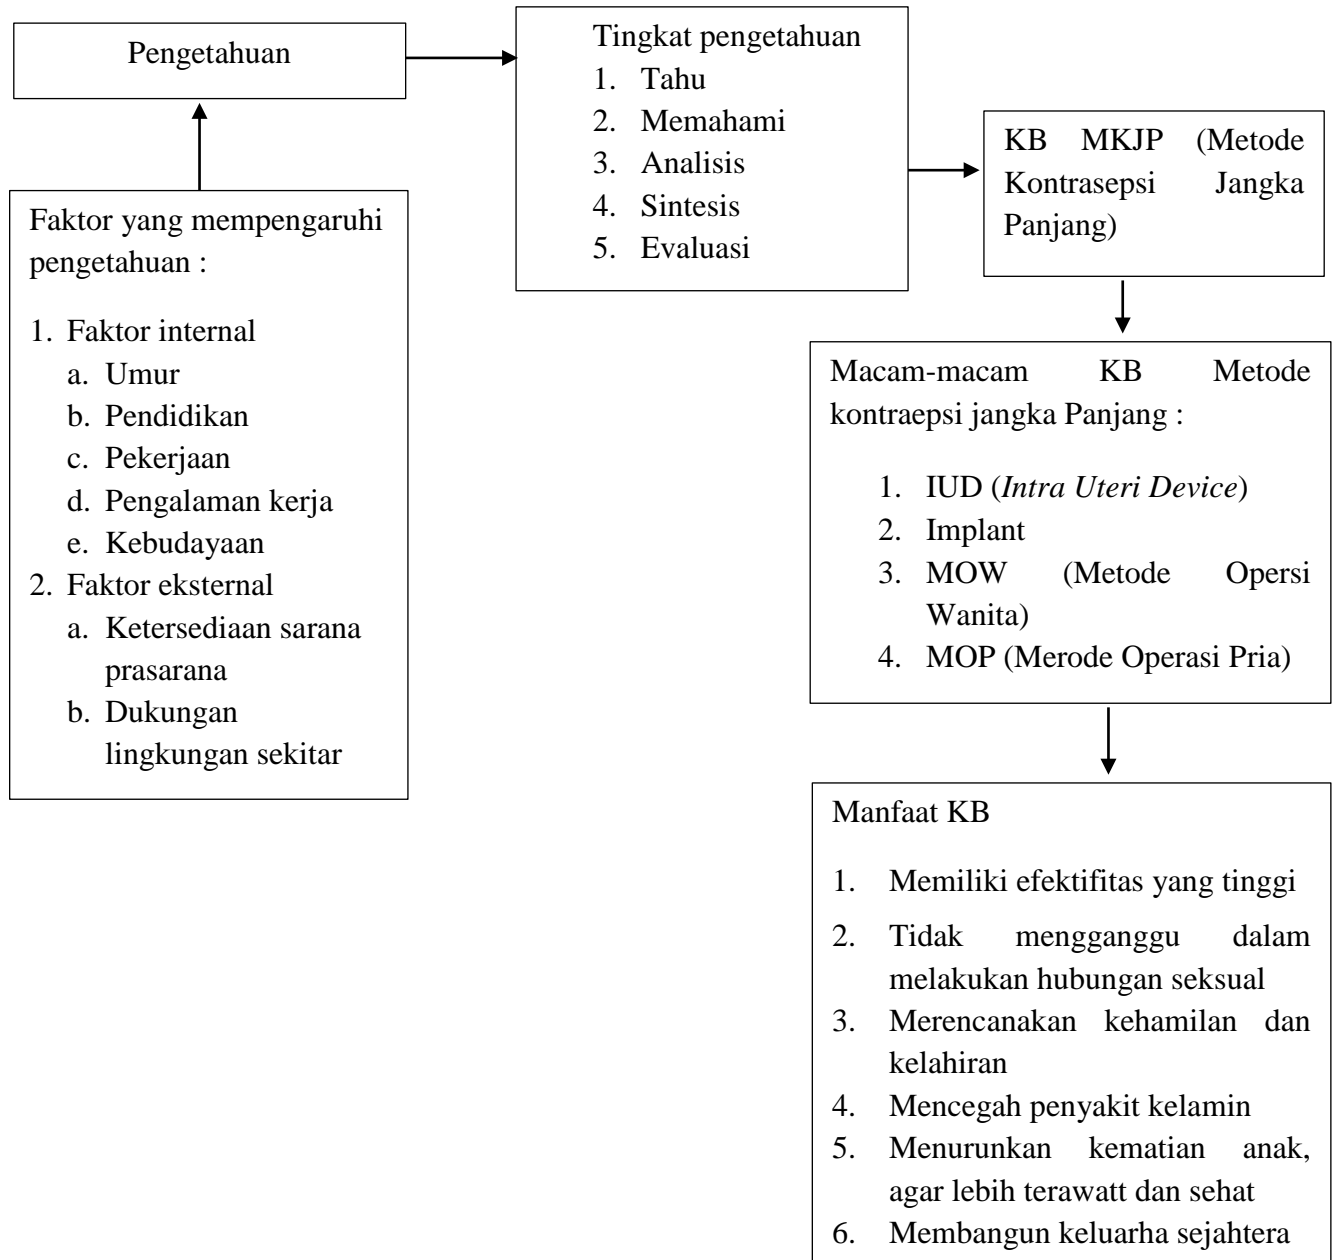 Pengetahuan
Faktor yang mempengaruhi
pengetahuan :
1. Faktor internal
a. Umur
b. Pendidikan
c. Pekerjaan
d. Pengalaman kerja
e. Kebudayaan
2. Faktor eksternal
a. Ketersediaan sarana
prasarana
b. Dukungan
lingkungan sekitar
Tingkat pengetahuan
1. Tahu
2. Memahami
3. Analisis
4. Sintesis
5. Evaluasi
KB MKJP (Metode
Kontrasepsi Jangka
Panjang)
Macam-macam KB Metode
kontraepsi jangka Panjang :
1. IUD (Intra Uteri Device)
2. Implant
3. MOW (Metode Opersi
Wanita)
4. MOP (Merode Operasi Pria)
Manfaat KB
1. Memiliki efektifitas yang tinggi
2. Tidak mengganggu dalam
melakukan hubungan seksual
3. Merencanakan kehamilan dan
kelahiran
4. Mencegah penyakit kelamin
5. Menurunkan kematian anak,
agar lebih terawatt dan sehat
6. Membangun keluarha sejahtera